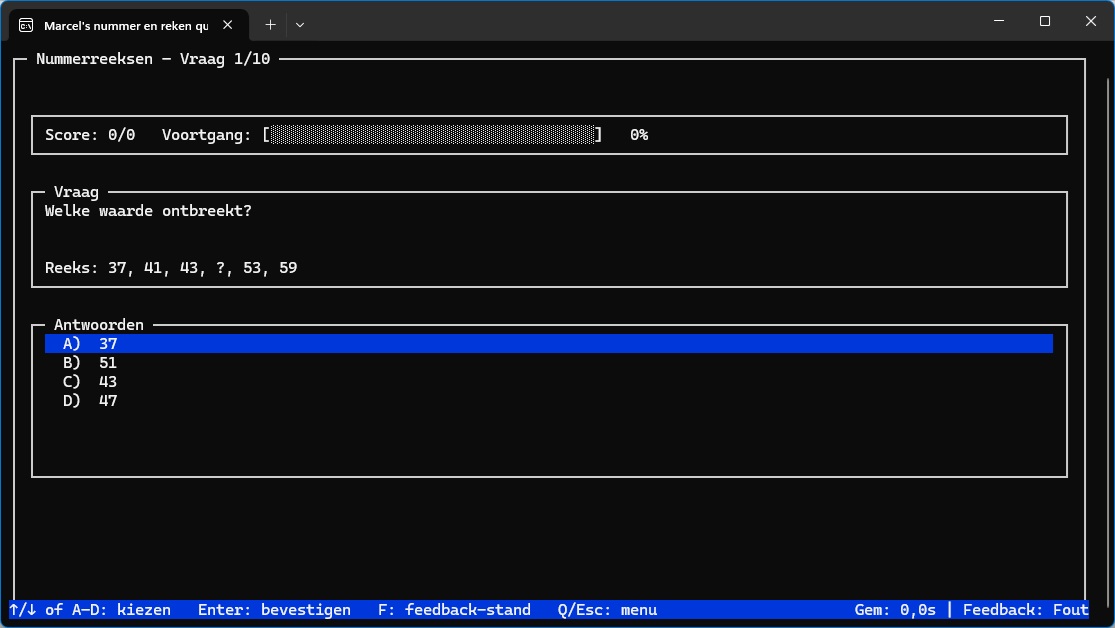 Marcel's nummer en reken qu
Nummerreeksen — Vraag 1/10
Score: 0/0 Voortgang: [ ] 0%
Vraag
Welke waarde ontbreekt?
Reeks: 37, 41, 43, ?, 53, 59
Antwoorden
A) 37
B) 51
C) 43
D) 47
↑/↓ of A—D: kiezen Enter: bevestigen F: feedback-stand Q/Esc: menu Gem: 0,0s | Feedback: Fout